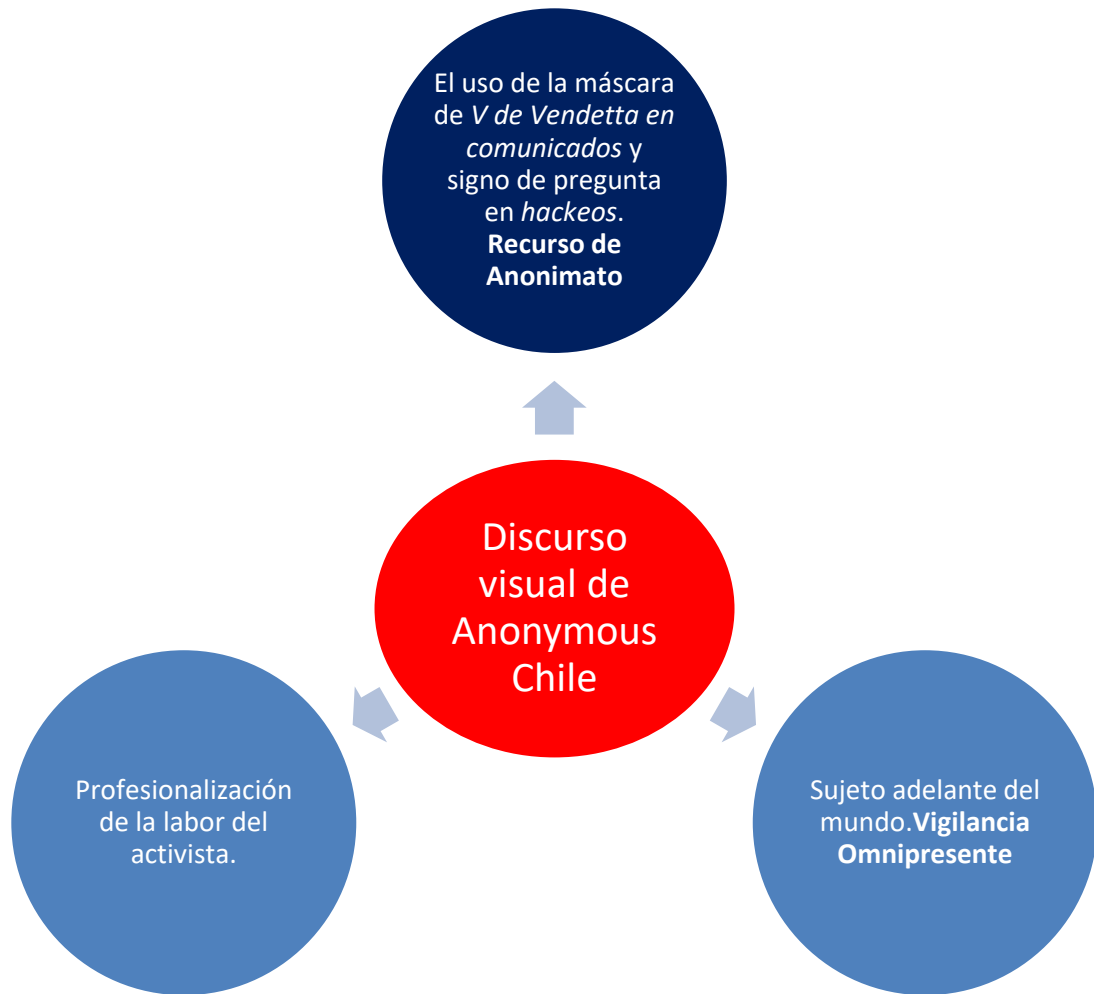 El uso de la máscara
de V de Vendetta en
comunicados y
signo de pregunta
en hackeos.
Recurso de
Anonimato
Discurso
visual de
Anonymous
Chile
Profesionalización
de la labor del
activista.
Sujeto adelante del
mundo.Vigilancia
Omnipresente